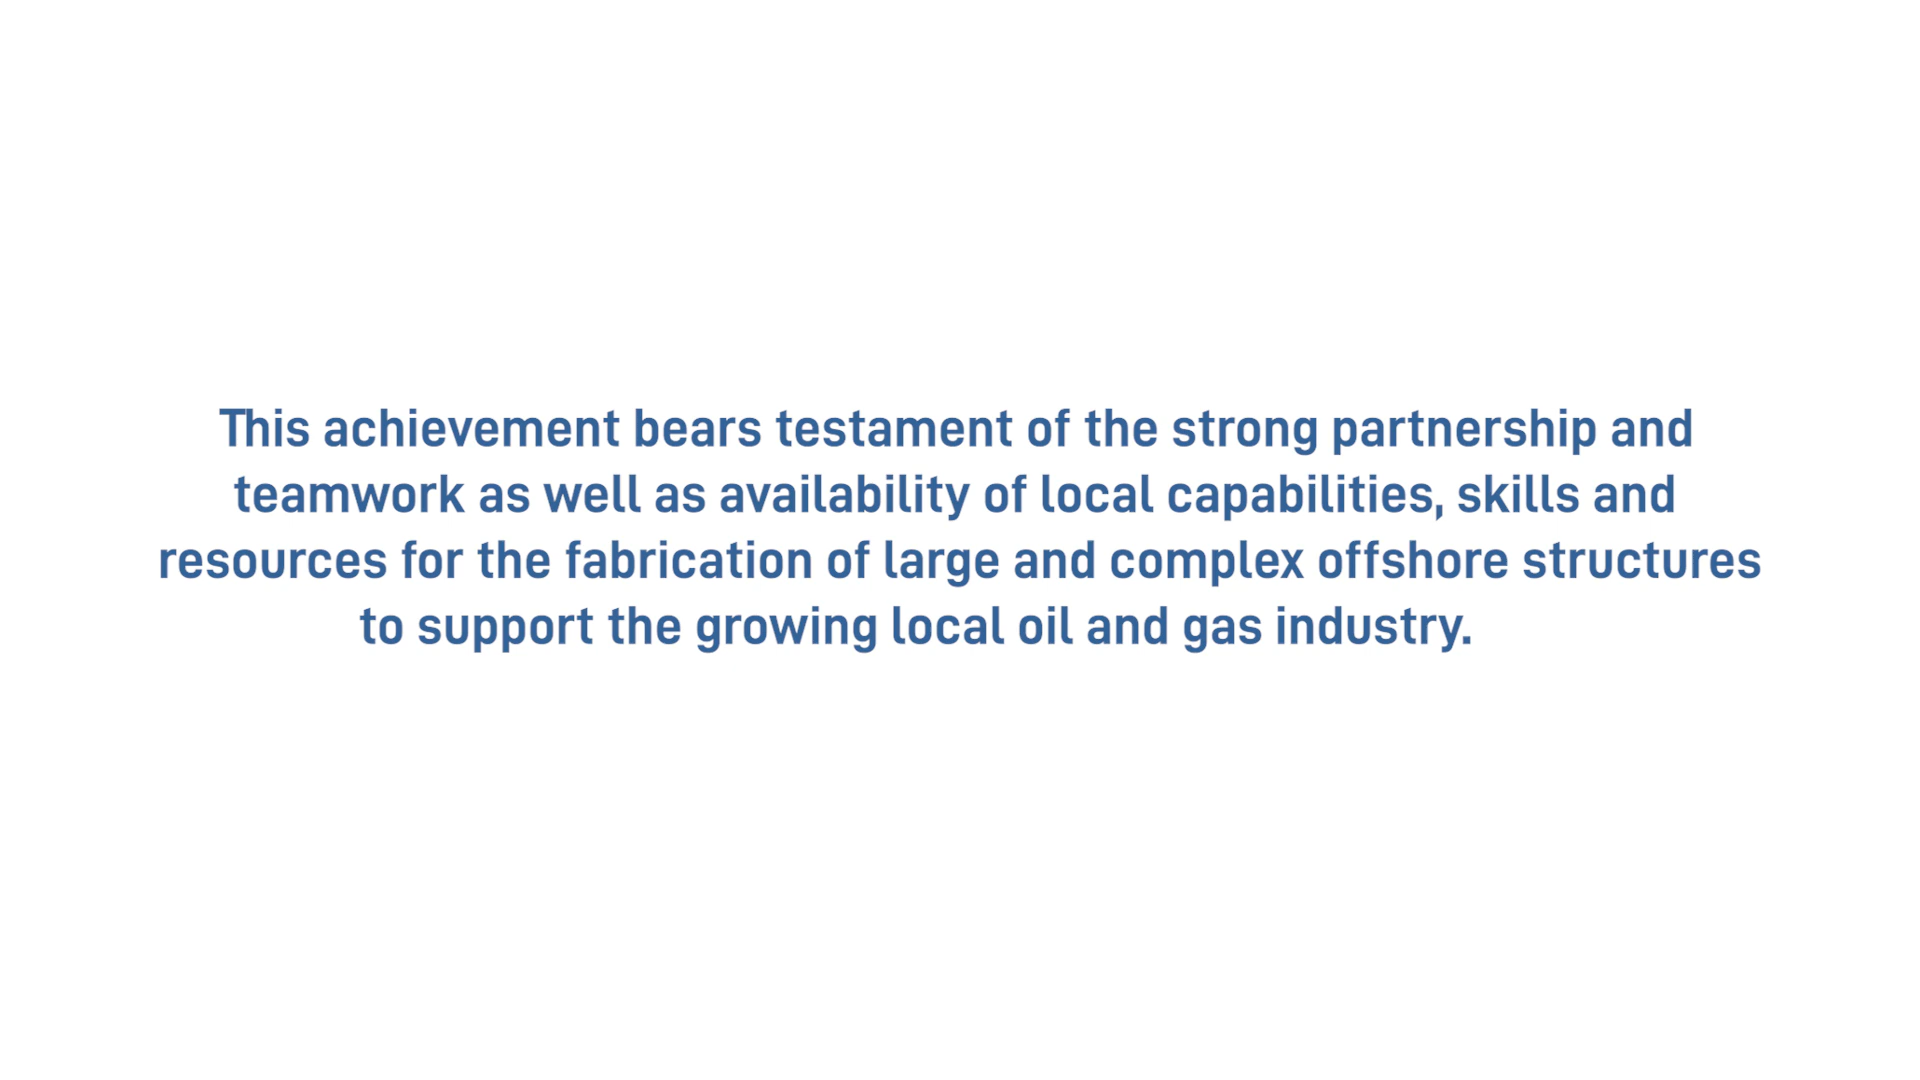 This achievement bears testament of the strong partnership and
teamwork as well as availability of local capabilities, skills and
resources for the fabrication of large and complex offshore structures
to support the growing local oil and gas industry.